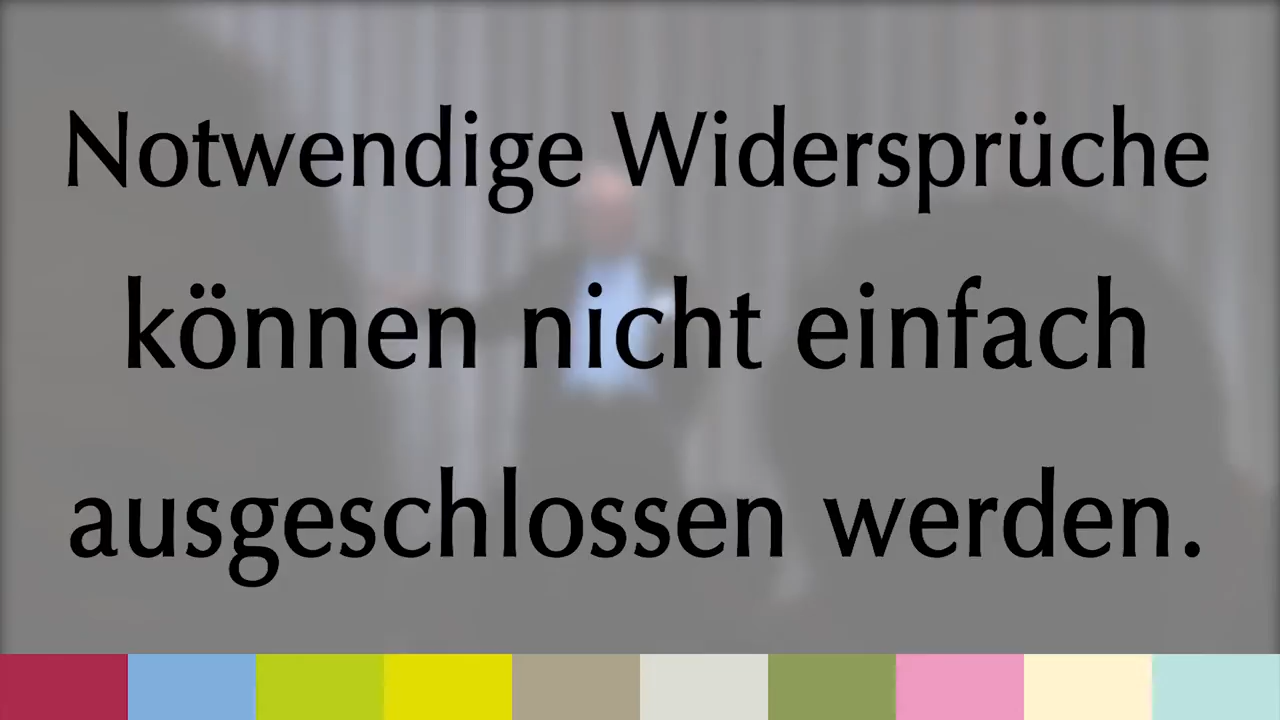 Notwendige Widersprüche
können nicht einfach
ausgeschlossen werden.